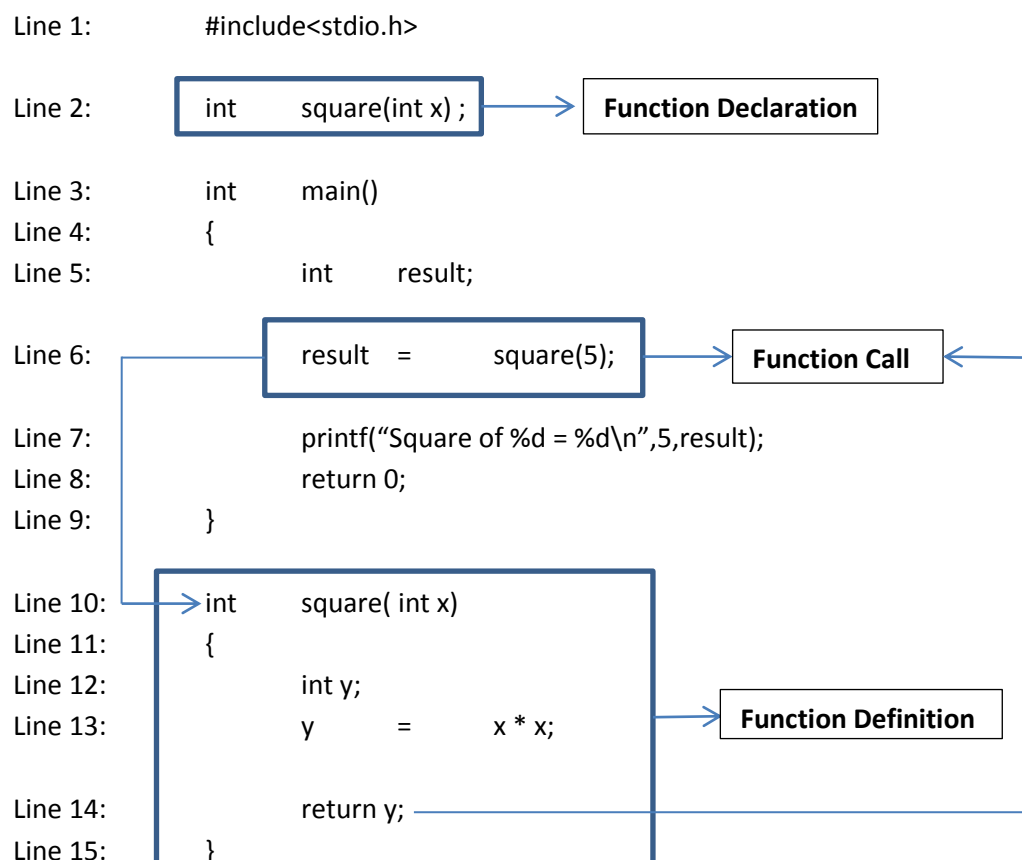 Line 1: #include<stdio.h>
Line 2: int square(int x) ; Function Declaration
Line 3: int main()
Line 4: {
Line 5: int result;
Line 6: result = square(5); Function Call
Line 7: printf(“Square of %d = %d\n”,5,result);
Line 8: return 0;
Line 9: }
Line 10: int square( int x)
Line 11: {
Line 12: int y;
Line 13: y = x * x; Function Definition
Line 14: return y;
Line 15: }